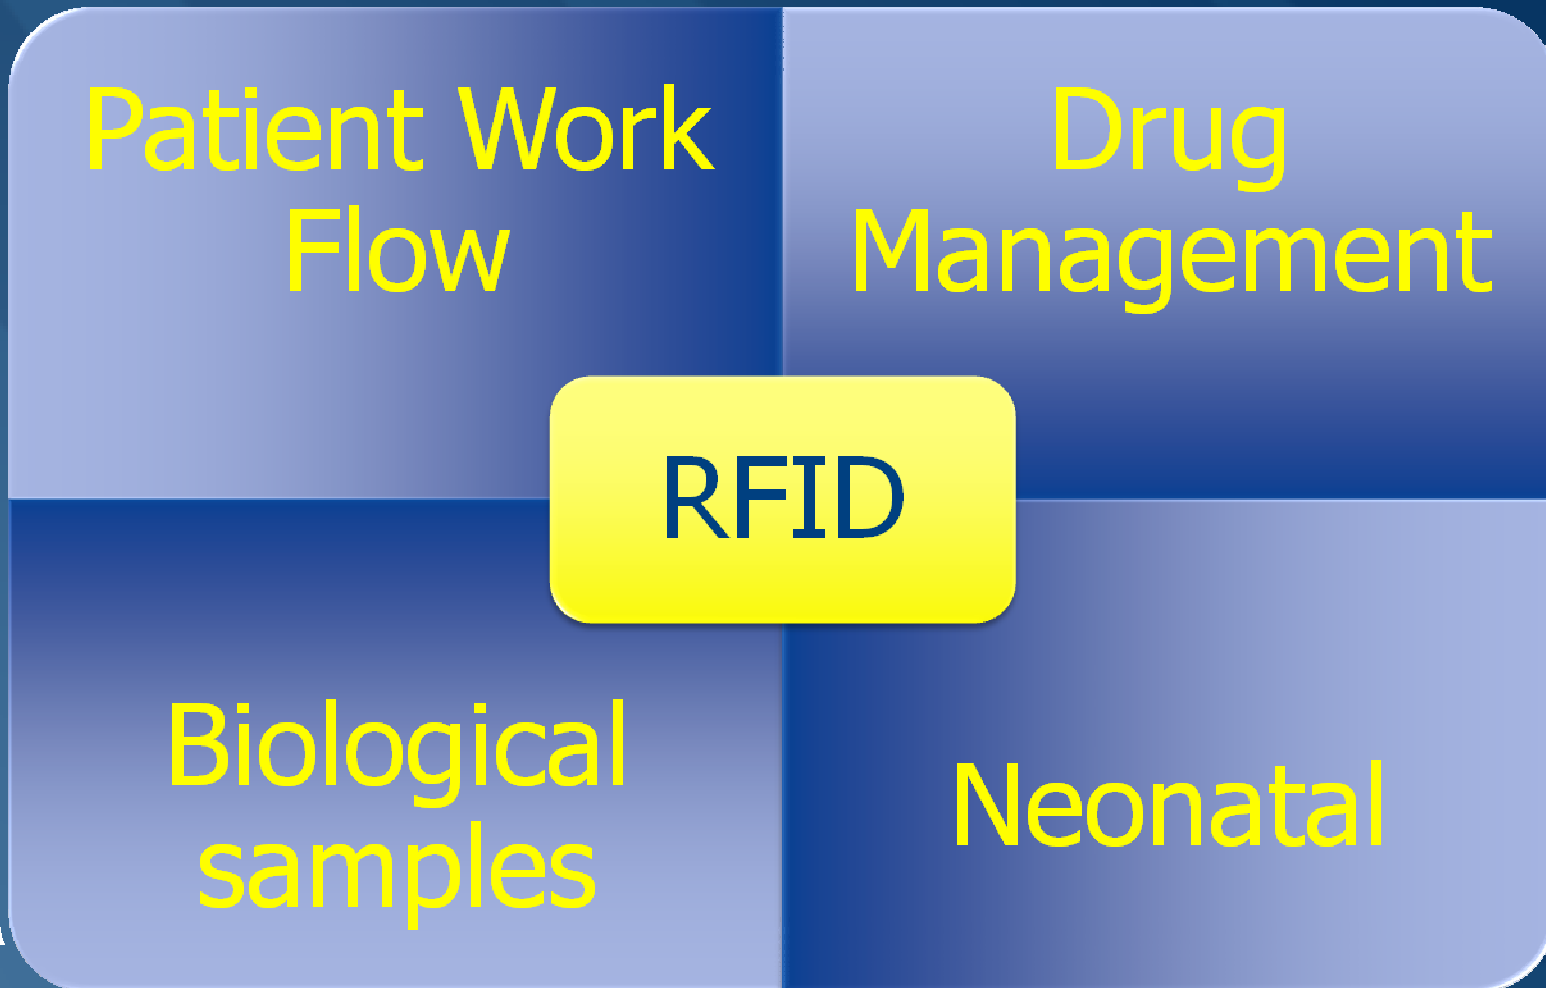 Patient Work
Flow
Drug
Management
RFID
Biological
samples
Neonatal